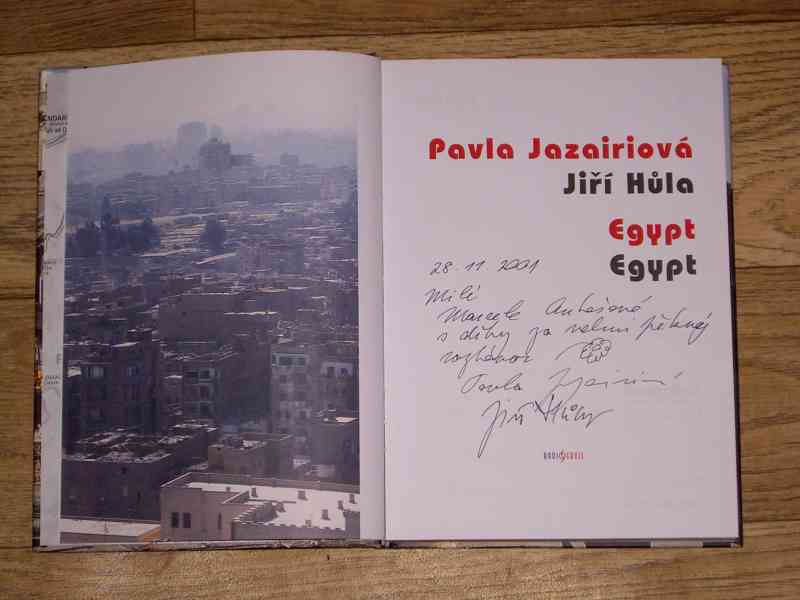 Pavla Jazairiová
Jiří Hůla
Egypt
Egypt
28. 11 2001
Milé
Marcele Antošové
s díky za velmi pěkný
rozhovor
Pavla Jazairiová
Jiří Hůla